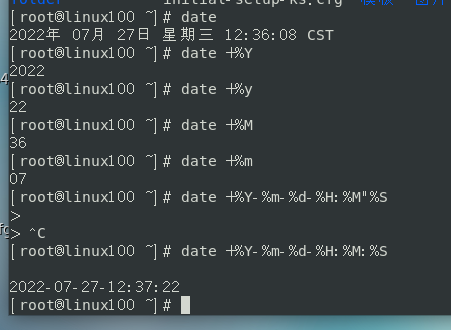 folder initial-setup-ks.cfg
[root@linux100 ~]# date
2022年 07月 27日 星期三 12:36:08 CST
[root@linux100 ~]# date +%Y
2022
[root@linux100 ~]# date +%y
22
[root@linux100 ~]# date +%M
36
[root@linux100 ~]# date +%m
07
[root@linux100 ~]# date +%Y-%m-%d-%H:%M"%S
>
> ^C
[root@linux100 ~]# date +%Y-%m-%d-%H:%M:%S
2022-07-27-12:37:22
[root@linux100 ~]#